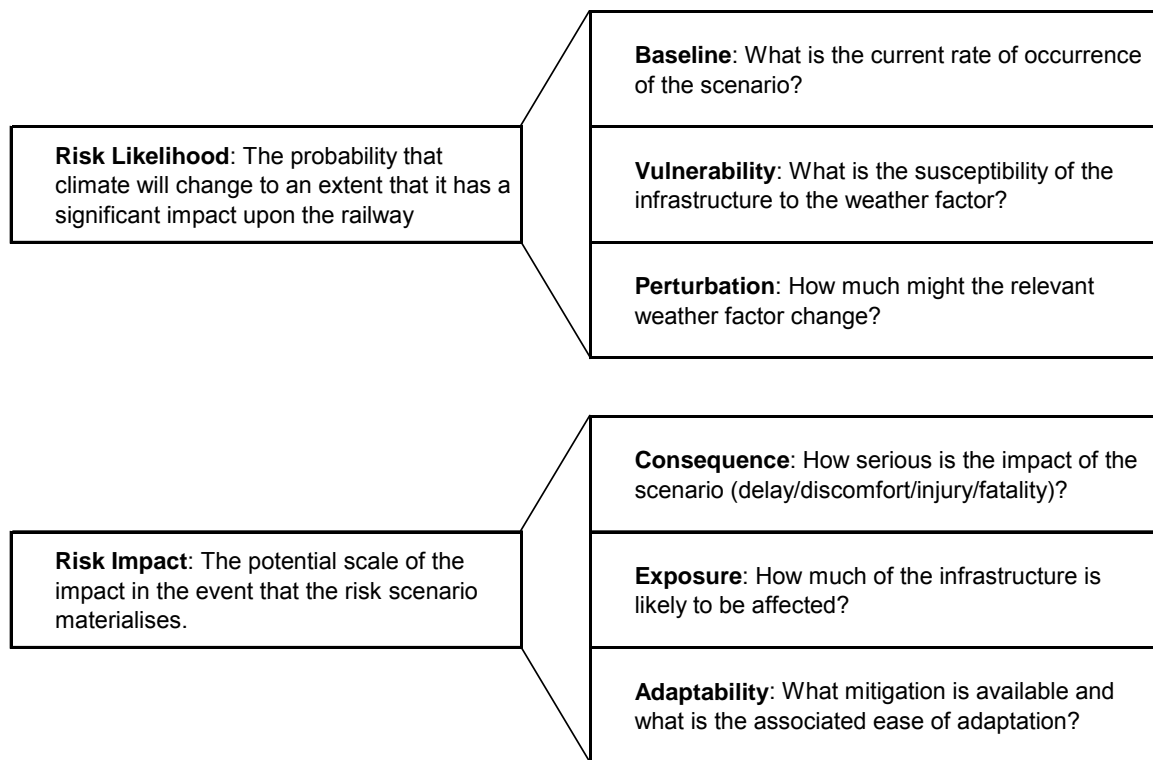 Baseline: What is the current rate of occurrence
of the scenario?
Risk Likelihood: The probability that
climate will change to an extent that it has a
significant impact upon the railway
Vulnerability: What is the susceptibility of the
infrastructure to the weather factor?
Perturbation: How much might the relevant
weather factor change?
Consequence: How serious is the impact of the
scenario (delay/discomfort/injury/fatality)?
Risk Impact: The potential scale of the
impact in the event that the risk scenario
materialises.
Exposure: How much of the infrastructure is
likely to be affected?
Adaptability: What mitigation is available and
what is the associated ease of adaptation?